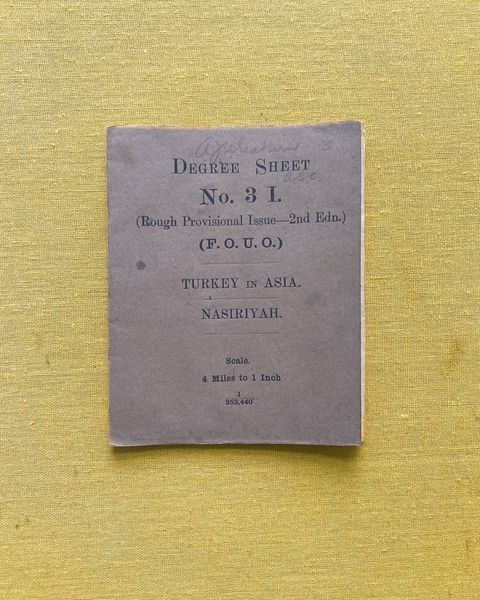 DEGREE SHEET
No. 3 I.
(Rough Provisional Issue—2nd Edn.)
(F. O. U. O.)
TURKEY IN ASIA.
NASIRIYAH.
Scale.
4 Miles to 1 Inch
1
253,440